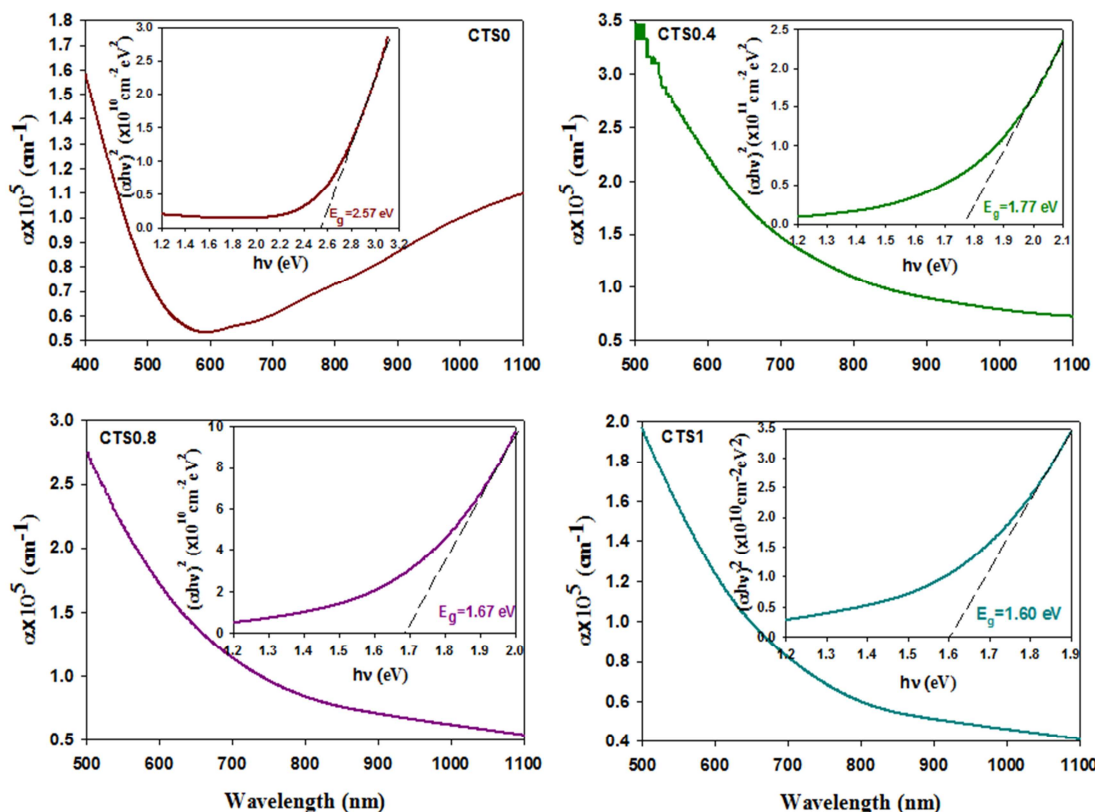 CTS0
αx10^5 (cm^-1)
1.8
1.7
1.6
1.5
1.4
1.3
1.2
1.1
1.0
0.9
0.8
0.7
0.6
0.5
400 500 600 700 800 900 1000 1100
(αhν)^2 (x10^10 cm^-2 eV^2)
3.0
2.5
2.0
1.5
1.0
0.5
0.0
1.2 1.4 1.6 1.8 2.0 2.2 2.4 2.6 2.8 3.0 3.2
hν (eV)
E_g=2.57 eV
CTS0.4
αx10^5 (cm^-1)
3.5
3.0
2.5
2.0
1.5
1.0
0.5
500 600 700 800 900 1000 1100
(αhν)^2 (x10^11 cm^-2 eV^2)
2.5
2.0
1.5
1.0
0.5
0.0
1.2 1.3 1.4 1.5 1.6 1.7 1.8 1.9 2.0 2.1
hν (eV)
E_g=1.77 eV
CTS0.8
αx10^5 (cm^-1)
3.0
2.5
2.0
1.5
1.0
0.5
500 600 700 800 900 1000 1100
Wavelength (nm)
(αhν)^2 (x10^10 cm^-2 eV^2)
10
8
6
4
2
0
1.2 1.3 1.4 1.5 1.6 1.7 1.8 1.9 2.0
hν (eV)
E_g=1.67 eV
CTS1
αx10^5 (cm^-1)
2.0
1.8
1.6
1.4
1.2
1.0
0.8
0.6
0.4
500 600 700 800 900 1000 1100
Wavelength (nm)
(αhν)^2 (x10^10cm^-2eV^2)
3.5
3.0
2.5
2.0
1.5
1.0
0.5
0.0
1.2 1.3 1.4 1.5 1.6 1.7 1.8 1.9
hν (eV)
E_g=1.60 eV